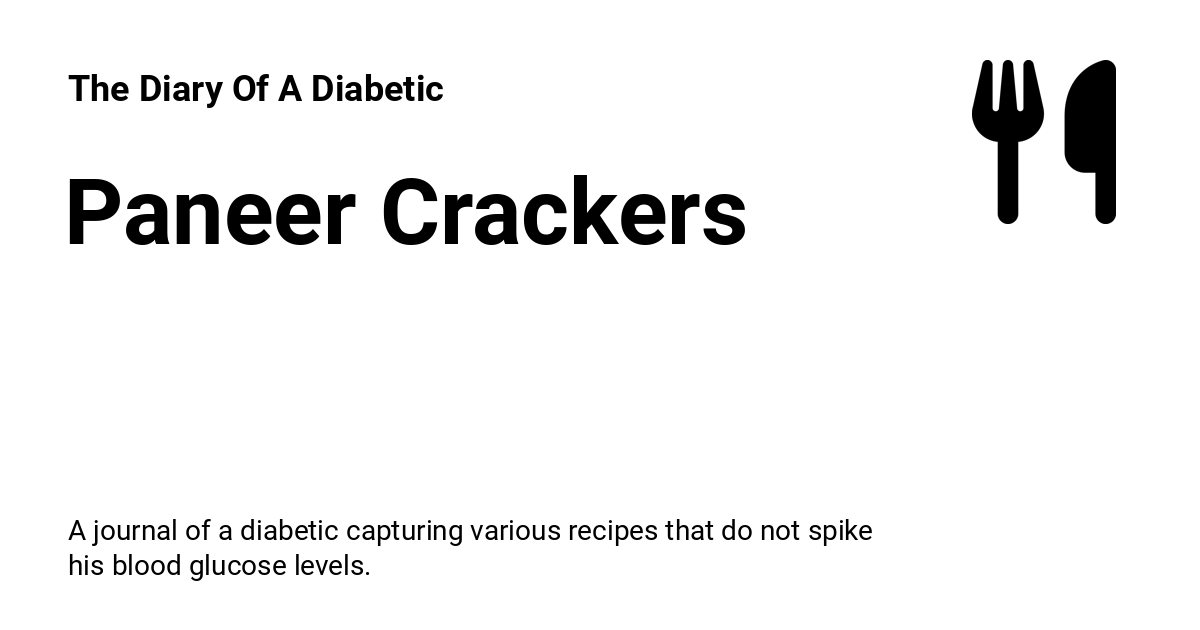 The Diary Of A Diabetic
Paneer Crackers
A journal of a diabetic capturing various recipes that do not spike
his blood glucose levels.